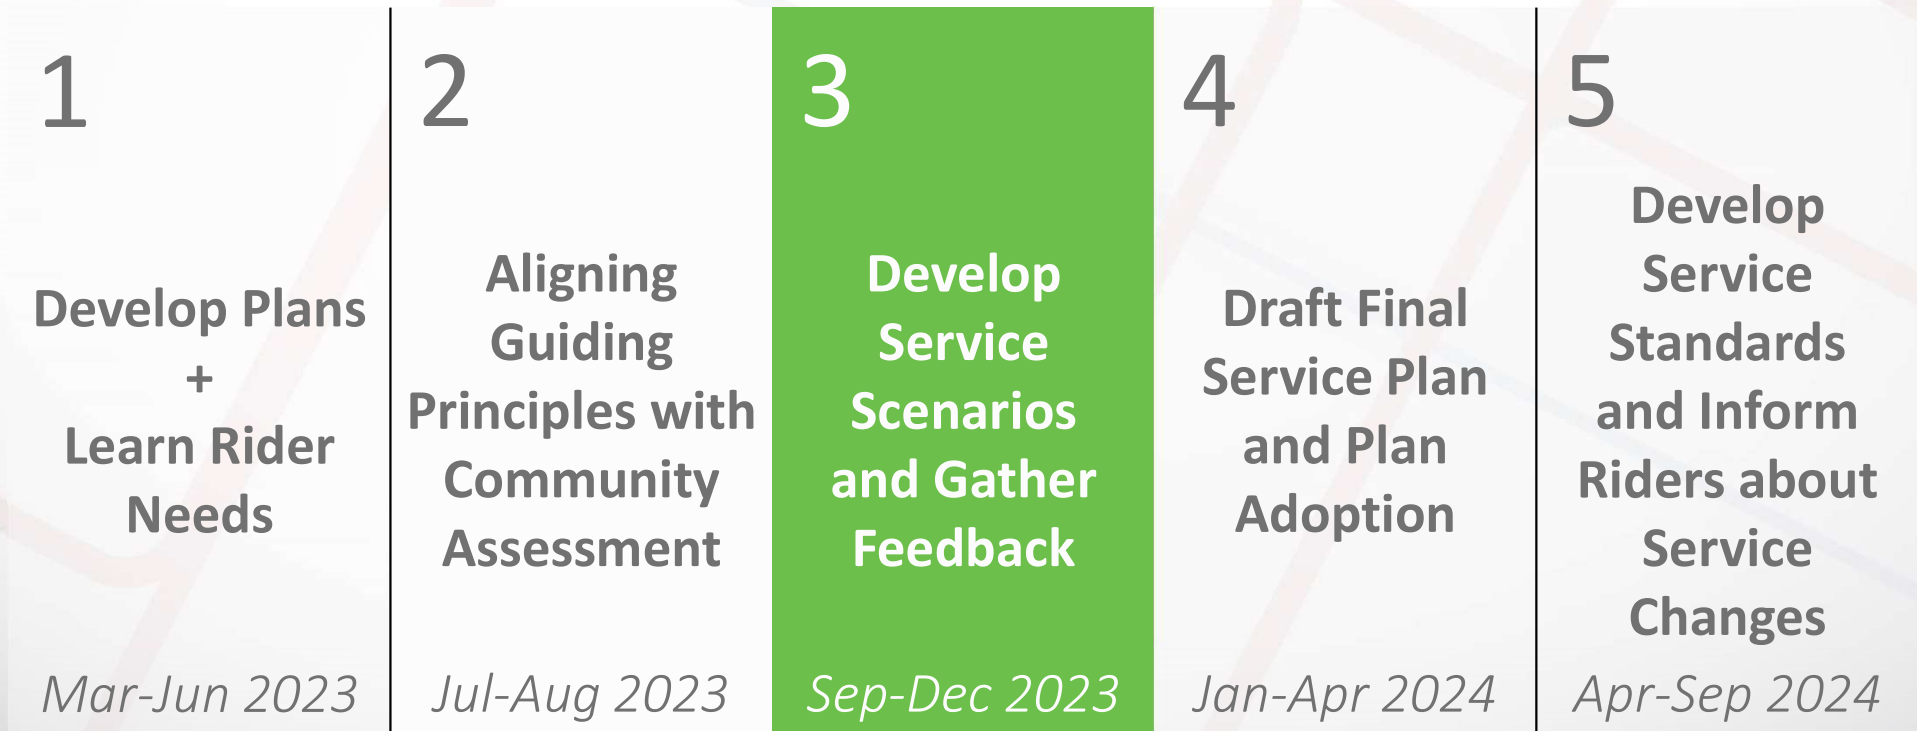 1
Develop Plans
+
Learn Rider
Needs
Mar-Jun 2023
2
Aligning
Guiding
Principles with
Community
Assessment
Jul-Aug 2023
3
Develop
Service
Scenarios
and Gather
Feedback
Sep-Dec 2023
4
Draft Final
Service Plan
and Plan
Adoption
Jan-Apr 2024
5
Develop
Service
Standards
and Inform
Riders about
Service
Changes
Apr-Sep 2024